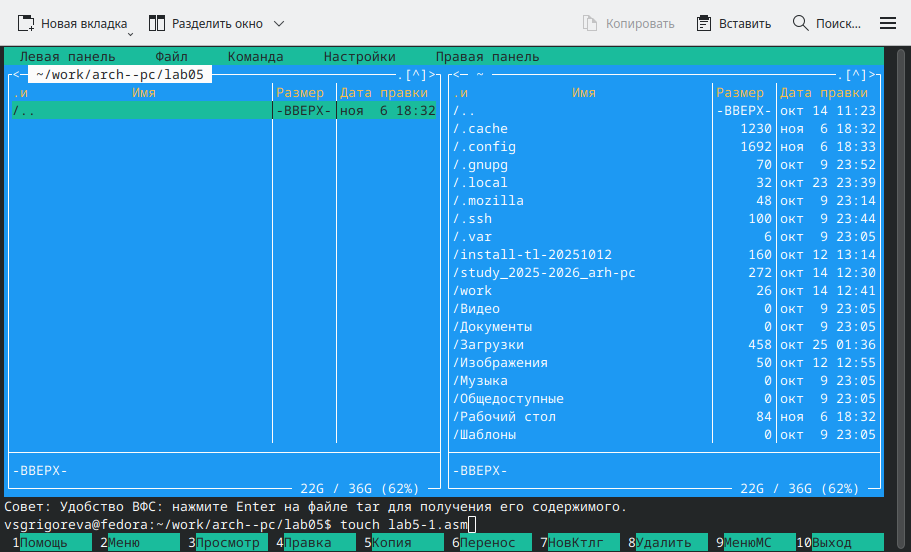 Новая вкладка Разделить окно Копировать Вставить Поиск...
Левая панель Файл Команда Настройки Правая панель
<— ~/work/arch--pc/lab05 .[^]> <— ~ .[^]>
.и Имя Размер Дата правки .и Имя Размер Дата правки
/.. -ВВЕРХ- ноя 6 18:32 /.. -ВВЕРХ- окт 14 11:23
/.cache 1230 ноя 6 18:32
/.config 1692 ноя 6 18:33
/.gnupg 70 окт 9 23:52
/.local 32 окт 23 23:39
/.mozilla 48 окт 9 23:14
/.ssh 100 окт 9 23:44
/.var 6 окт 9 23:05
/install-tl-20251012 160 окт 12 13:14
/study_2025-2026_arh-pc 272 окт 14 12:30
/work 26 окт 14 12:41
/Видео 0 окт 9 23:05
/Документы 0 окт 9 23:05
/Загрузки 458 окт 25 01:36
/Изображения 50 окт 12 12:55
/Музыка 0 окт 9 23:05
/Общедоступные 0 окт 9 23:05
/Рабочий стол 84 ноя 6 18:32
/Шаблоны 0 окт 9 23:05
-ВВЕРХ- -ВВЕРХ-
22G / 36G (62%) 22G / 36G (62%)
Совет: Удобство ВФС: нажмите Enter на файле tar для получения его содержимого.
vsgrigoreva@fedora:~/work/arch--pc/lab05$ touch lab5-1.asm
1Помощь 2Меню 3Просмотр 4Правка 5Копия 6Перенос 7НовКтлг 8Удалить 9МенюМС 10Выход